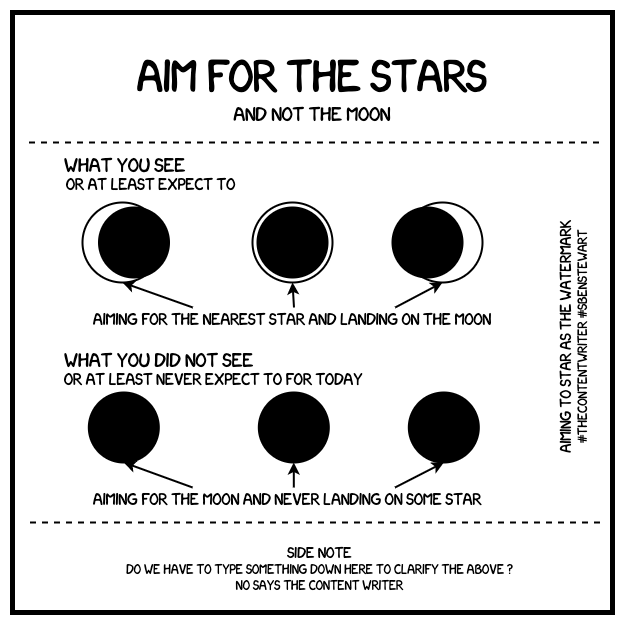 AIM FOR THE STARS
AND NOT THE MOON
WHAT YOU SEE
OR AT LEAST EXPECT TO
AIMING FOR THE NEAREST STAR AND LANDING ON THE MOON
WHAT YOU DID NOT SEE
OR AT LEAST NEVER EXPECT TO FOR TODAY
AIMING FOR THE MOON AND NEVER LANDING ON SOME STAR
AIMING TO STAR AS THE WATERMARK
#THECONTENTWRITER #SBENSTEWART
SIDE NOTE
DO WE HAVE TO TYPE SOMETHING DOWN HERE TO CLARIFY THE ABOVE ?
NO SAYS THE CONTENT WRITER